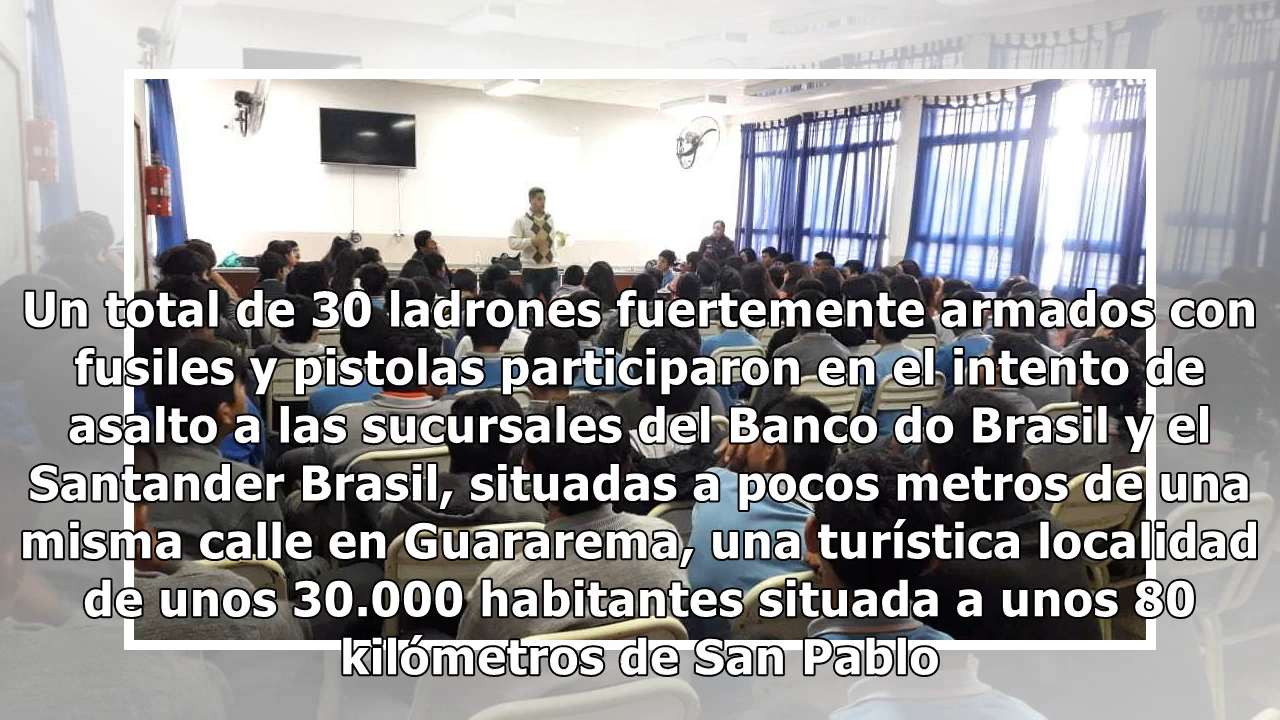 Un total de 30 ladrones fuertemente armados con
fusiles y pistolas participaron en el intento de
asalto a las sucursales del Banco do Brasil y el
Santander Brasil, situadas a pocos metros de una
misma calle en Guararema, una turística localidad
de unos 30.000 habitantes situada a unos 80
kilómetros de San Pablo